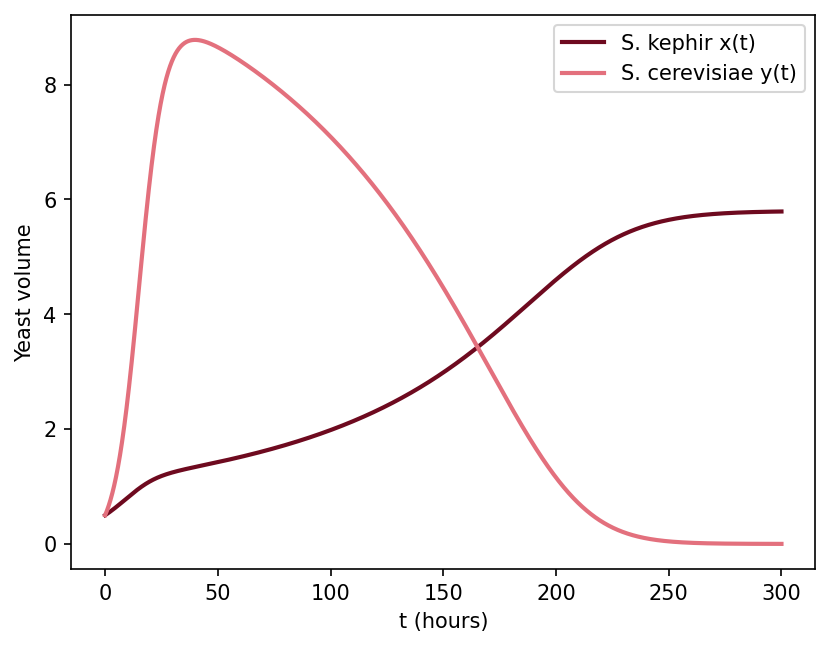 S. kephir x(t)
S. cerevisiae y(t)
Yeast volume
8
6
4
2
0
0 50 100 150 200 250 300
t (hours)